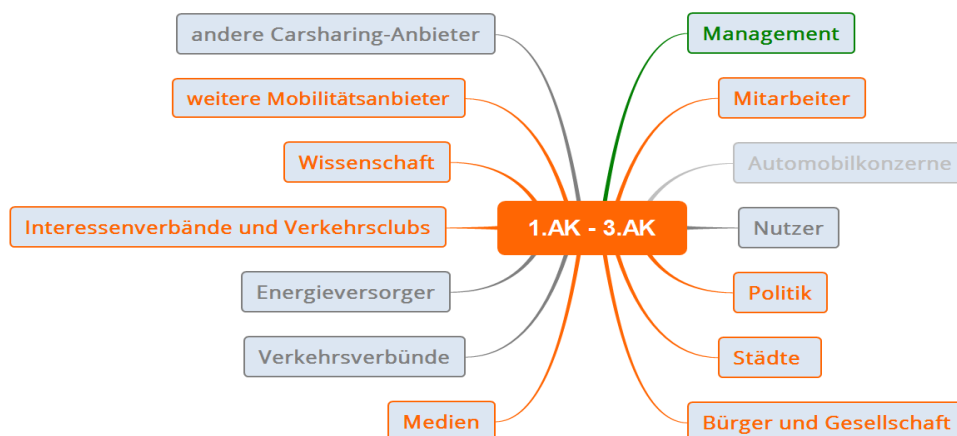 andere Carsharing-Anbieter
weitere Mobilitätsanbieter
Wissenschaft
Interessenverbände und Verkehrsclubs
Energieversorger
Verkehrsverbünde
Medien
1.AK - 3.AK
Management
Mitarbeiter
Automobilkonzerne
Nutzer
Politik
Städte
Bürger und Gesellschaft